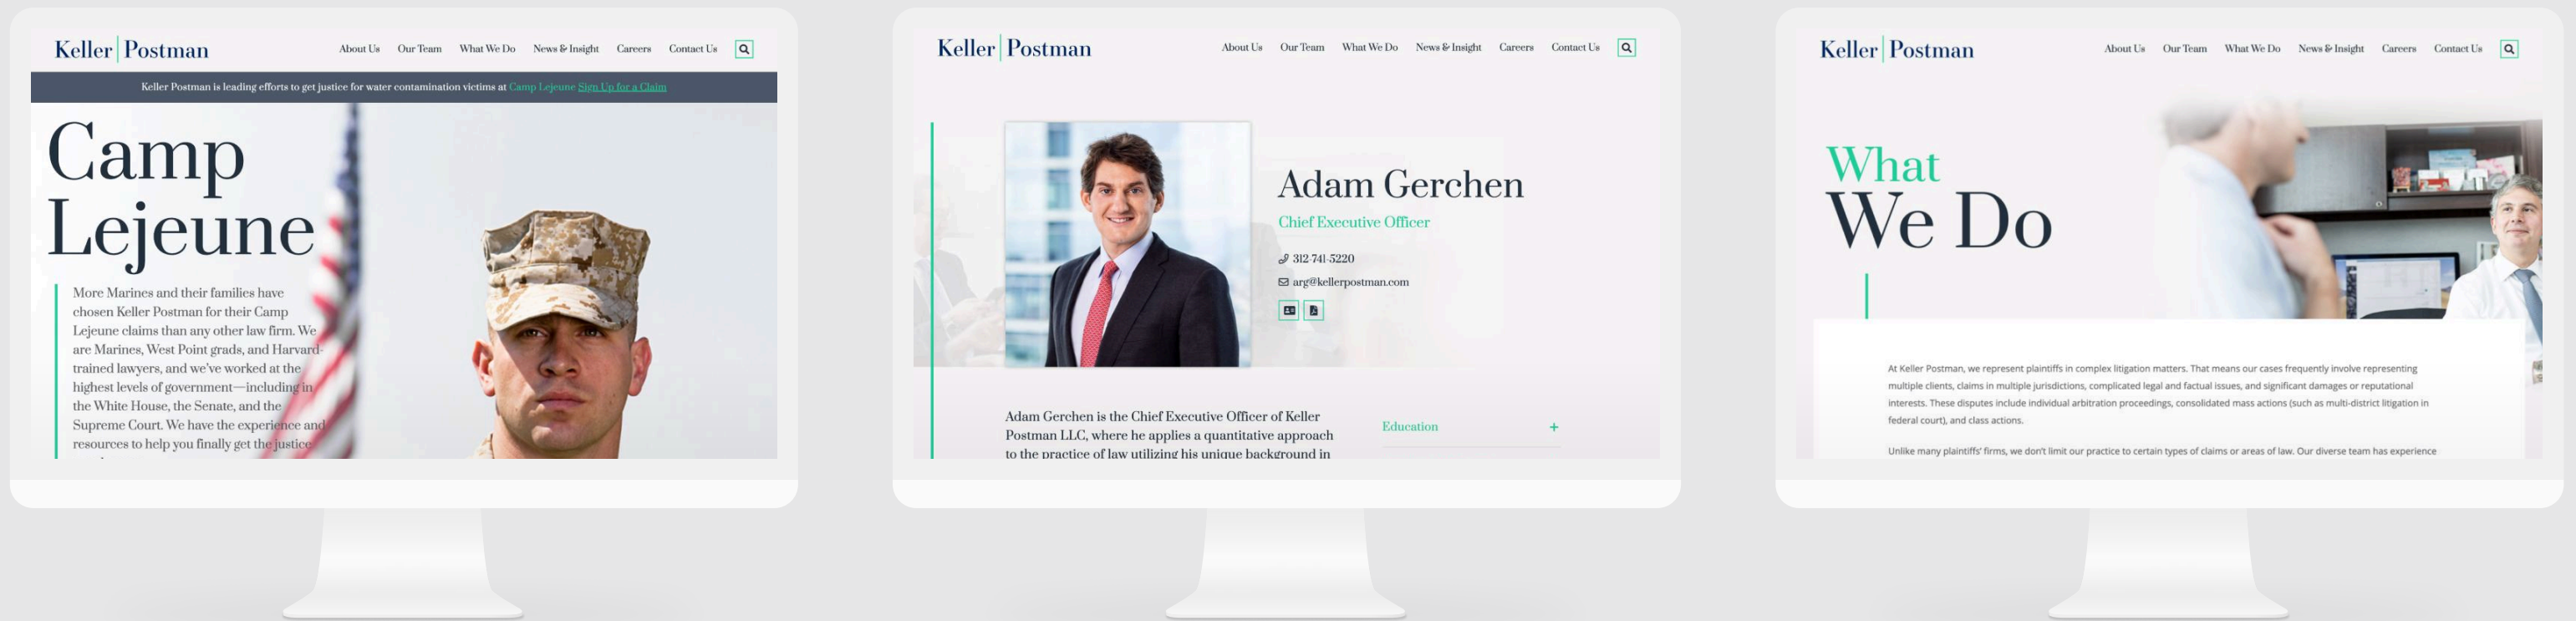 Keller | Postman
About Us Our Team What We Do News & Insight Careers Contact Us
Keller Postman is leading efforts to get justice for water contamination victims at Camp Lejeune Sign Up for a Claim
Camp
Lejeune
More Marines and their families have
chosen Keller Postman for their Camp
Lejeune claims than any other law firm. We
are Marines, West Point grads, and Harvard-
trained lawyers, and we've worked at the
highest levels of government—including in
the White House, the Senate, and the
Supreme Court. We have the experience and
resources to help you finally get the justice
Keller | Postman
About Us Our Team What We Do News & Insight Careers Contact Us
Adam Gerchen
Chief Executive Officer
312-741-5220
arg@kellerpostman.com
Adam Gerchen is the Chief Executive Officer of Keller
Postman LLC, where he applies a quantitative approach
to the practice of law utilizing his unique background in
Education +
Keller | Postman
About Us Our Team What We Do News & Insight Careers Contact Us
What
We Do
At Keller Postman, we represent plaintiffs in complex litigation matters. That means our cases frequently involve representing
multiple clients, claims in multiple jurisdictions, complicated legal and factual issues, and significant damages or reputational
interests. These disputes include individual arbitration proceedings, consolidated mass actions (such as multi-district litigation in
federal court), and class actions.
Unlike many plaintiffs' firms, we don't limit our practice to certain types of claims or areas of law. Our diverse team has experience